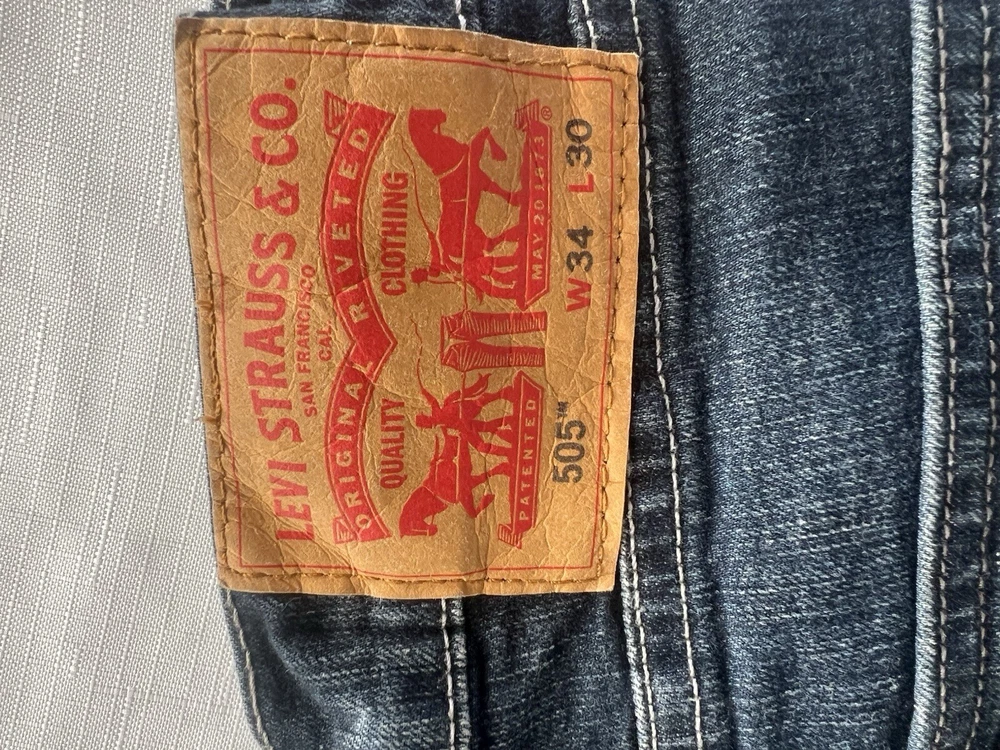 LEVI STRAUSS & CO.
SAN FRANCISCO
CAL
ORIGINAL RIVETED
QUALITY CLOTHING
PATENTED MAY 20 1873 ®
505™ W 34 L 30